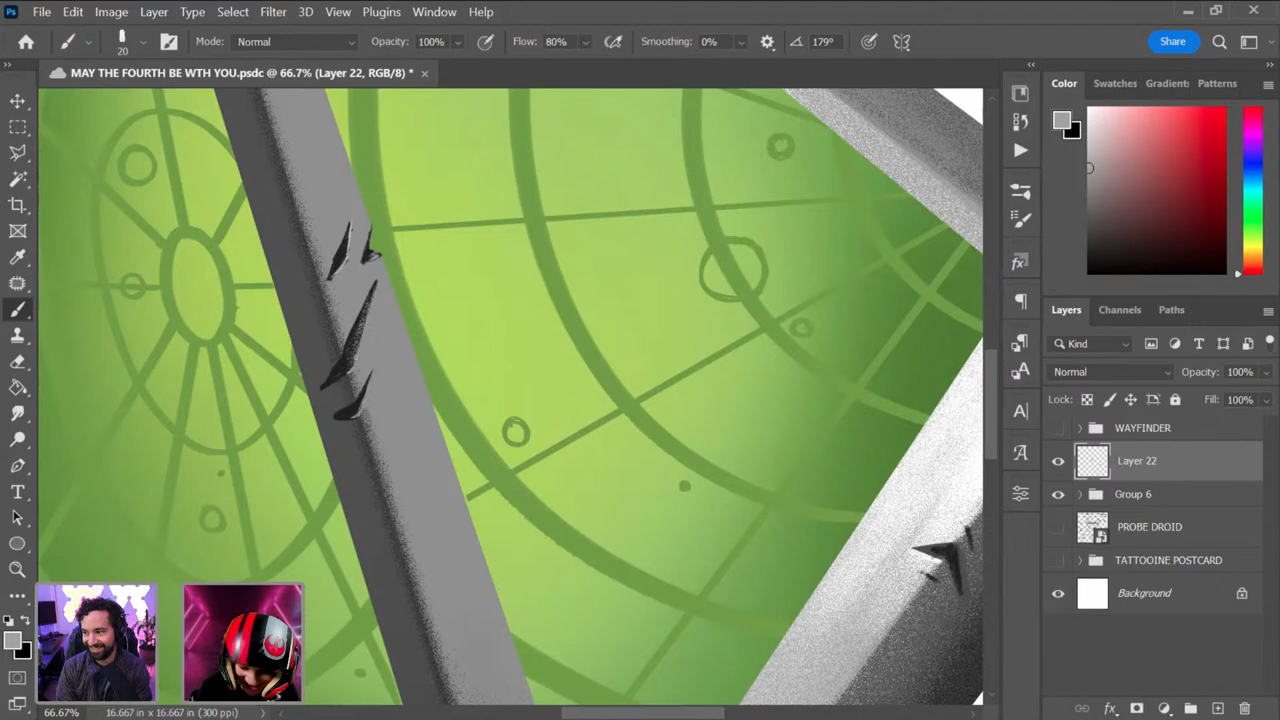 Ps File Edit Image Layer Type Select Filter 3D View Plugins Window Help
20 Mode: Normal Opacity: 100% Flow: 80% Smoothing: 0% 179° Share
MAY THE FOURTH BE WTH YOU.psdc @ 66.7% (Layer 22, RGB/8) *
Color Swatches Gradient: Patterns
Layers Channels Paths
Kind
Normal Opacity: 100%
Lock: Fill: 100%
WAYFINDER
Layer 22
Group 6
PROBE DROID
TATTOOINE POSTCARD
Background
66.67% 16.667 in x 16.667 in (300 ppi)